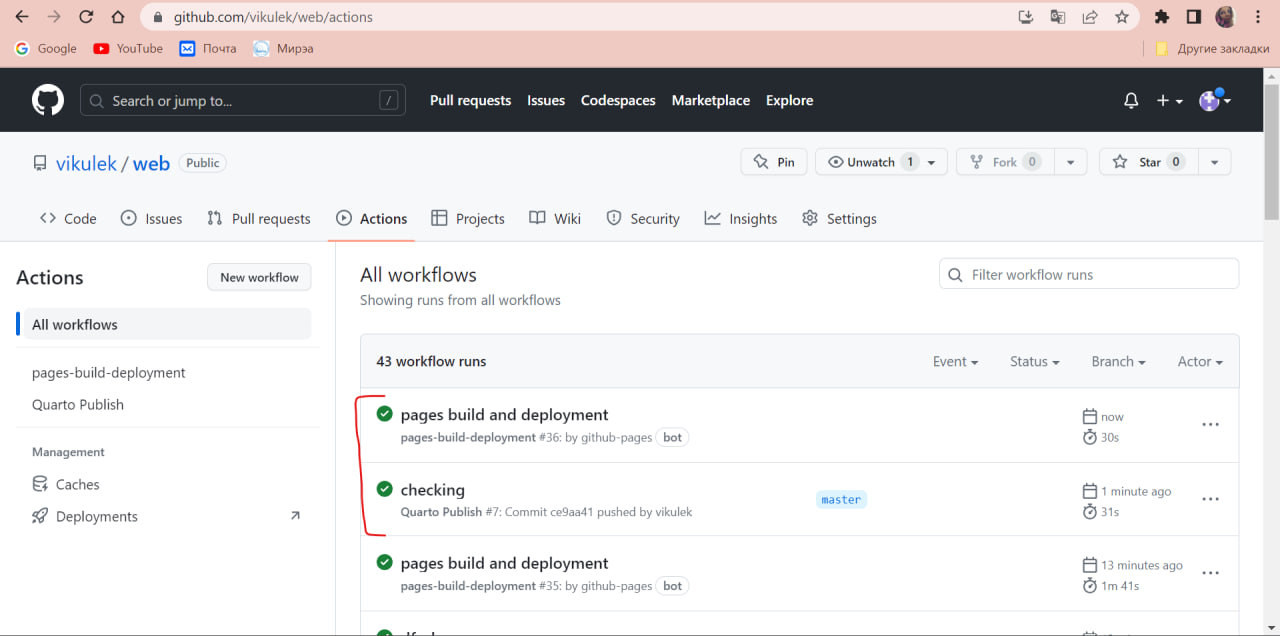 github.com/vikulek/web/actions
Google YouTube Почта Мирэа Другие закладки
Search or jump to... / Pull requests Issues Codespaces Marketplace Explore
vikulek / web Public Pin Unwatch 1 Fork 0 Star 0
Code Issues Pull requests Actions Projects Wiki Security Insights Settings
Actions New workflow
All workflows
pages-build-deployment
Quarto Publish
Management
Caches
Deployments
All workflows
Showing runs from all workflows
Filter workflow runs
43 workflow runs Event Status Branch Actor
pages build and deployment now
pages-build-deployment #36: by github-pages bot 30s
checking master 1 minute ago
Quarto Publish #7: Commit ce9aa41 pushed by vikulek 31s
pages build and deployment 13 minutes ago
pages-build-deployment #35: by github-pages bot 1m 41s